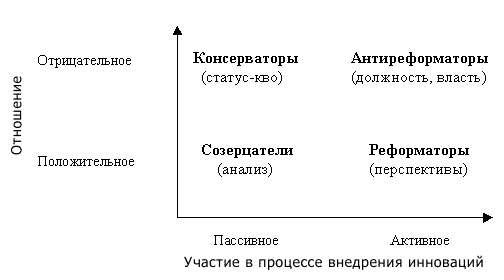 Отношение
Отрицательное
Консерваторы
(статус-кво)
Антиреформаторы
(должность, власть)
Положительное
Созерцатели
(анализ)
Реформаторы
(перспективы)
Пассивное
Активное
Участие в процессе внедрения инноваций